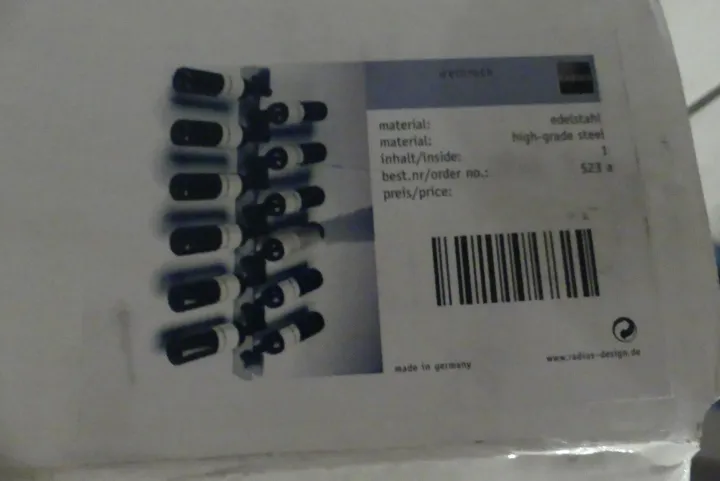 material: edelstahl
material: high-grade steel
inhalt/inside: 1
best.nr/order no.: 523 a
preis/price:
made in germany
www.radius-design.de